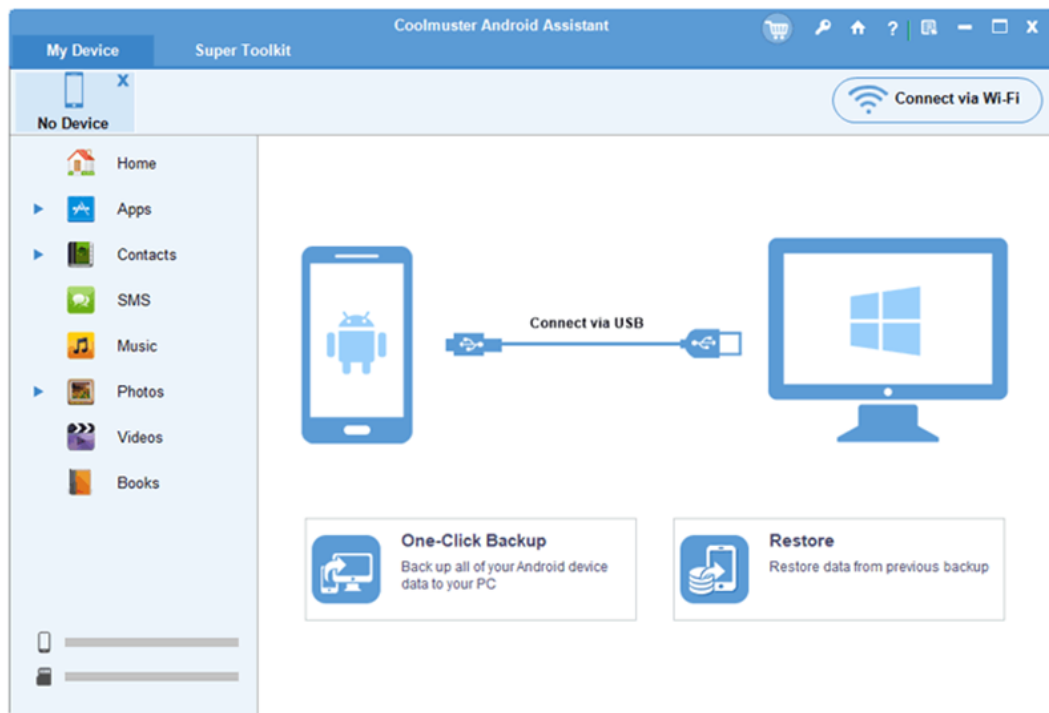 Coolmuster Android Assistant
?
X
My Device
Super Toolkit
X
No Device
Connect via Wi-Fi
Home
Apps
Contacts
SMS
Music
Photos
Videos
Books
Connect via USB
One-Click Backup
Back up all of your Android device
data to your PC
Restore
Restore data from previous backup